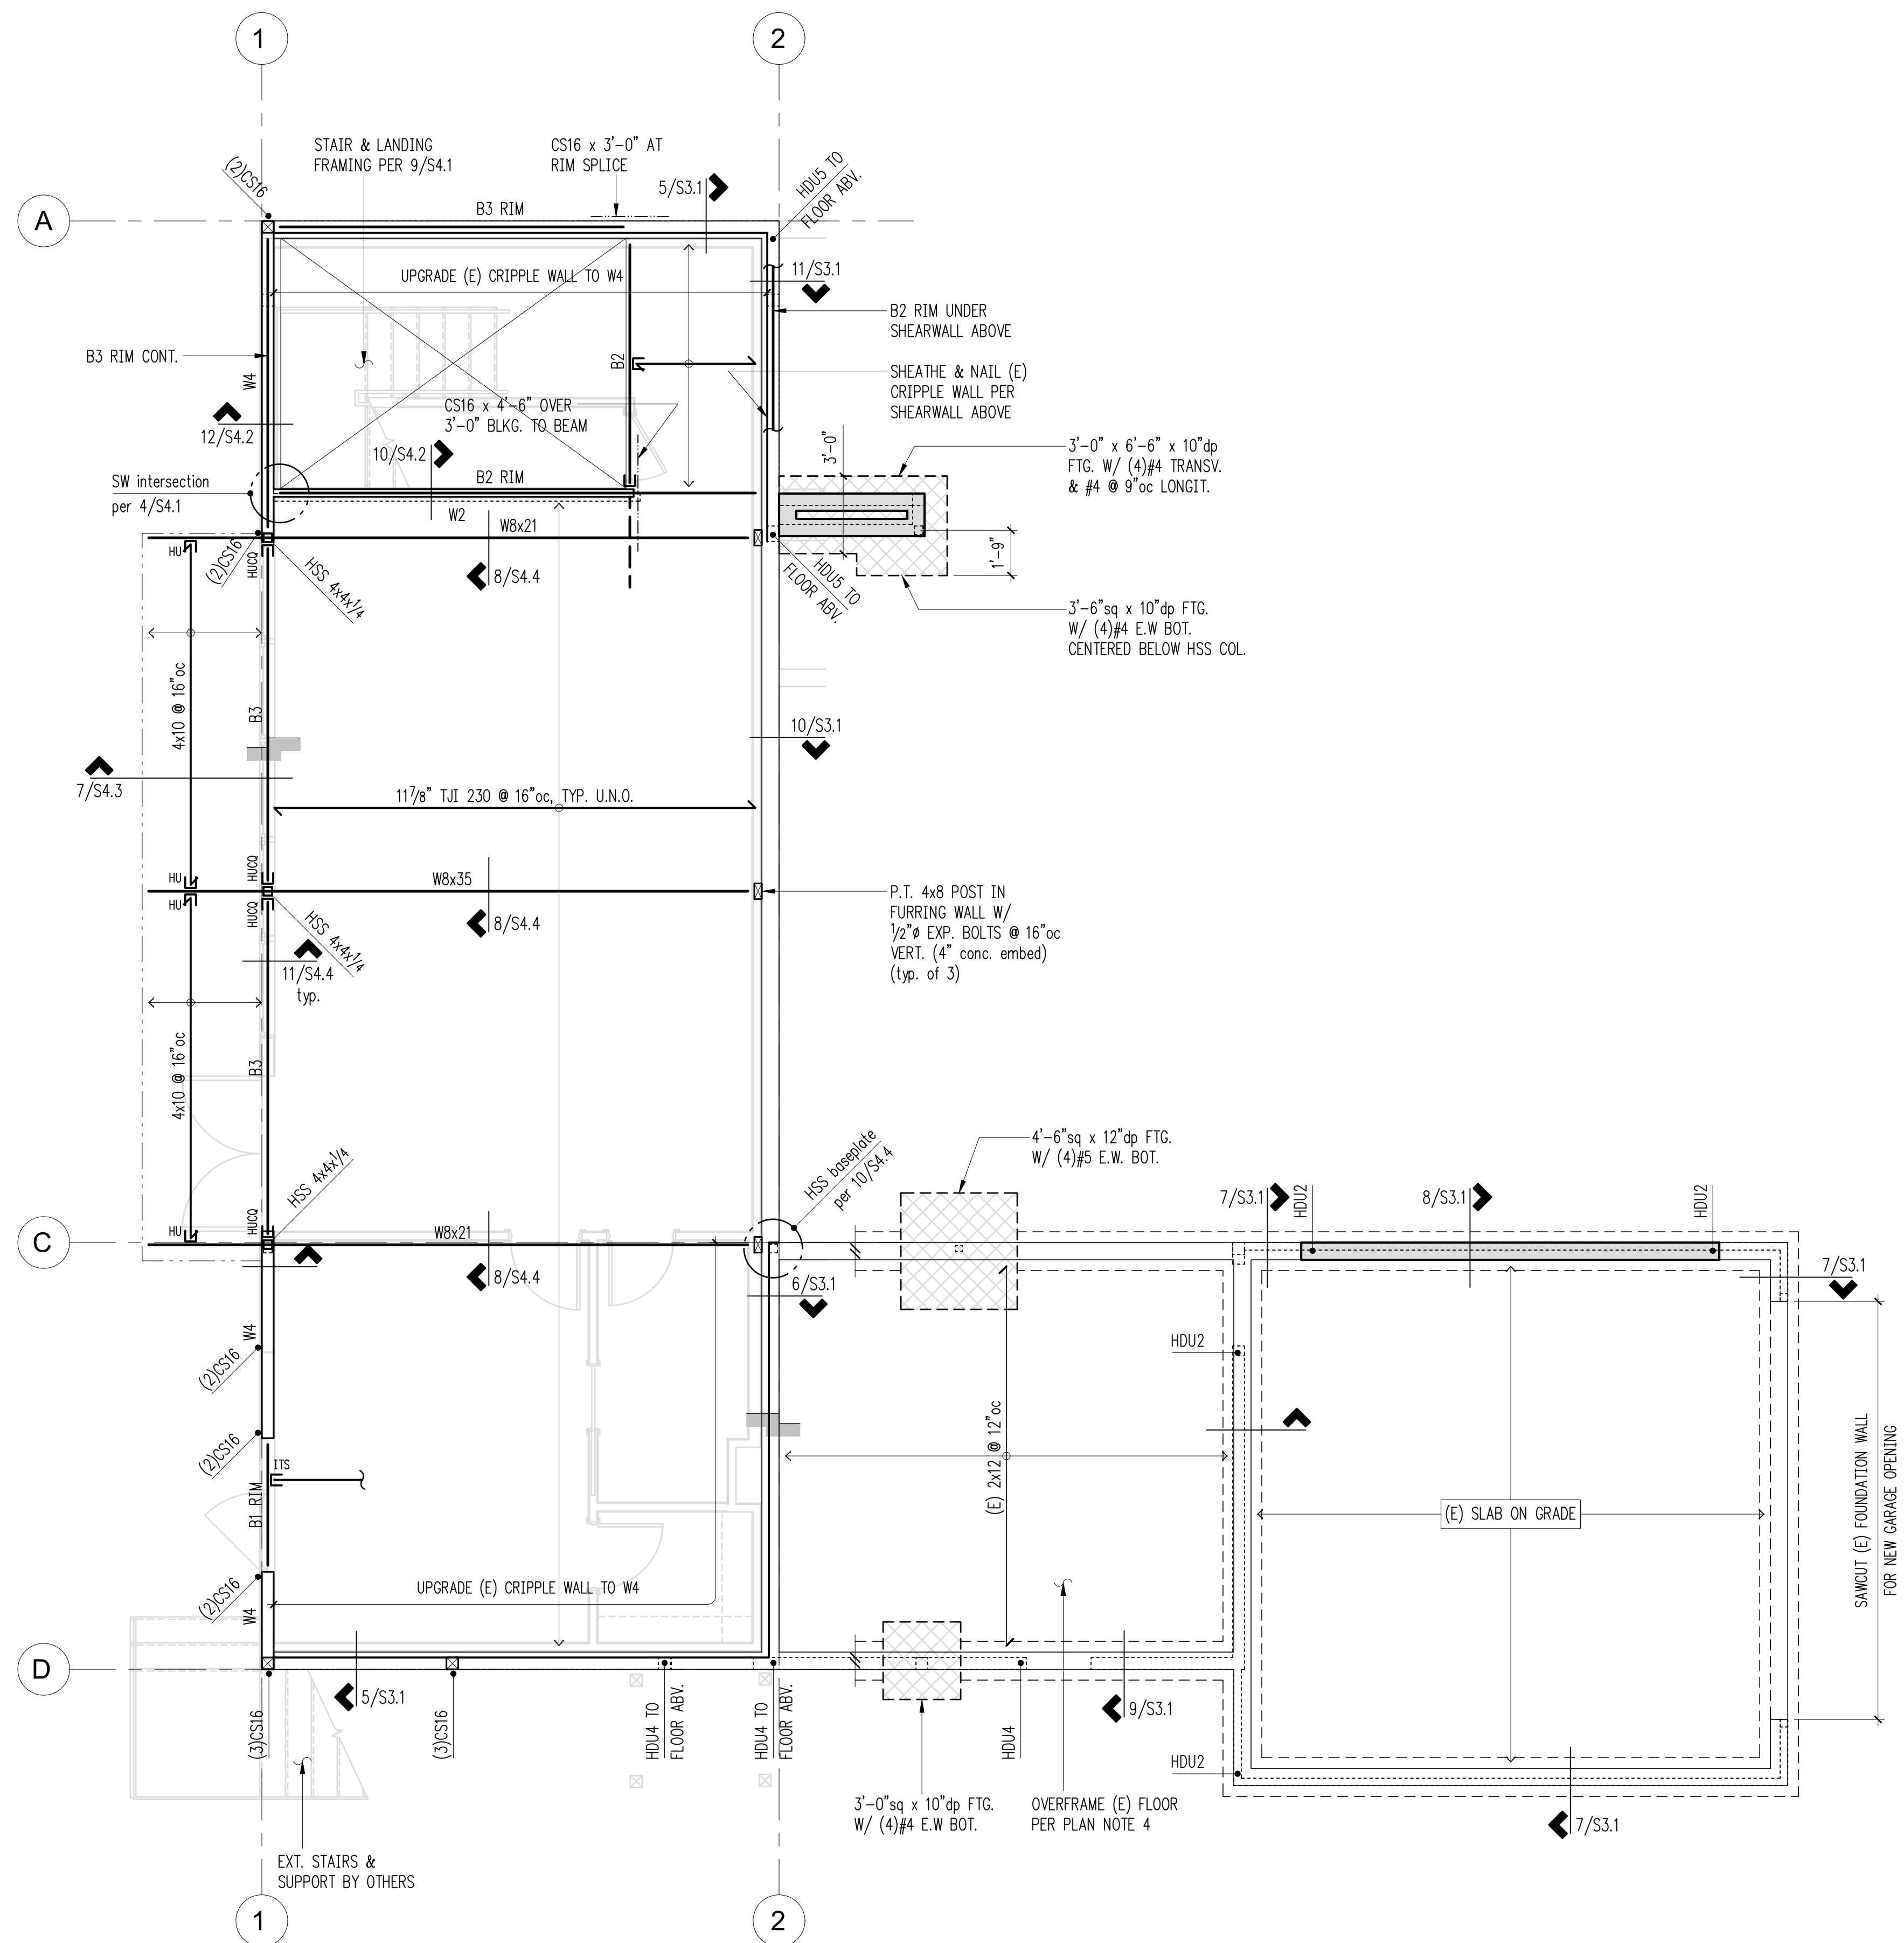 1
2
STAIR & LANDING
FRAMING PER 9/S4.1
CS16 x 3'-0" AT
RIM SPLICE
(2)CS16
5/S3.1
HDU5 TO
FLOOR ABV.
A
B3 RIM
UPGRADE (E) CRIPPLE WALL TO W4
11/S3.1
B2 RIM UNDER
SHEARWALL ABOVE
B3 RIM CONT.
W4
B2
SHEATHE & NAIL (E)
CRIPPLE WALL PER
SHEARWALL ABOVE
CS16 x 4'-6" OVER
3'-0" BLKG. TO BEAM
12/S4.2
10/S4.2
3'-0"
3'-0" x 6'-6" x 10"dp
FTG. W/ (4)#4 TRANSV.
& #4 @ 9"oc LONGIT.
SW intersection
per 4/S4.1
B2 RIM
W2
W8x21
HU
(2)CS16
HUCQ
HSS 4x4x1/4
8/S4.4
HDU5 TO
FLOOR ABV.
1'-9"
3'-6"sq x 10"dp FTG.
W/ (4)#4 E.W BOT.
CENTERED BELOW HSS COL.
4x10 @ 16"oc
B3
10/S3.1
7/S4.3
11 7/8" TJI 230 @ 16"oc, TYP. U.N.O.
HUCQ
HU
W8x35
HU
HUCQ
HSS 4x4x1/4
8/S4.4
P.T. 4x8 POST IN
FURRING WALL W/
1/2"ø EXP. BOLTS @ 16"oc
VERT. (4" conc. embed)
(typ. of 3)
11/S4.4
typ.
4x10 @ 16"oc
B3
HSS 4x4x1/4
HSS baseplate
per 10/S4.4
4'-6"sq x 12"dp FTG.
W/ (4)#5 E.W. BOT.
7/S3.1
HDU2
8/S3.1
HDU2
C
HU
HUCQ
W8x21
8/S4.4
6/S3.1
7/S3.1
W4
(2)CS16
HDU2
(2)CS16
ITS
B1 RIM
(E) 2x12 @ 12"oc
(E) SLAB ON GRADE
SAWCUT (E) FOUNDATION WALL
FOR NEW GARAGE OPENING
(2)CS16
W4
UPGRADE (E) CRIPPLE WALL TO W4
D
5/S3.1
(3)CS16
(3)CS16
HDU4 TO
FLOOR ABV.
HDU4 TO
FLOOR ABV.
HDU4
9/S3.1
HDU2
3'-0"sq x 10"dp FTG.
W/ (4)#4 E.W BOT.
OVERFRAME (E) FLOOR
PER PLAN NOTE 4
7/S3.1
EXT. STAIRS &
SUPPORT BY OTHERS
1
2